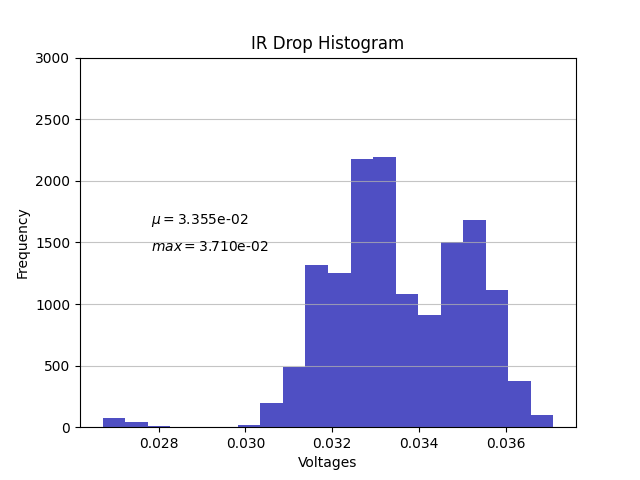 IR Drop Histogram
3000
2500
2000
1500
1000
500
0
Frequency
μ = 3.355e-02
max = 3.710e-02
0.028 0.030 0.032 0.034 0.036
Voltages